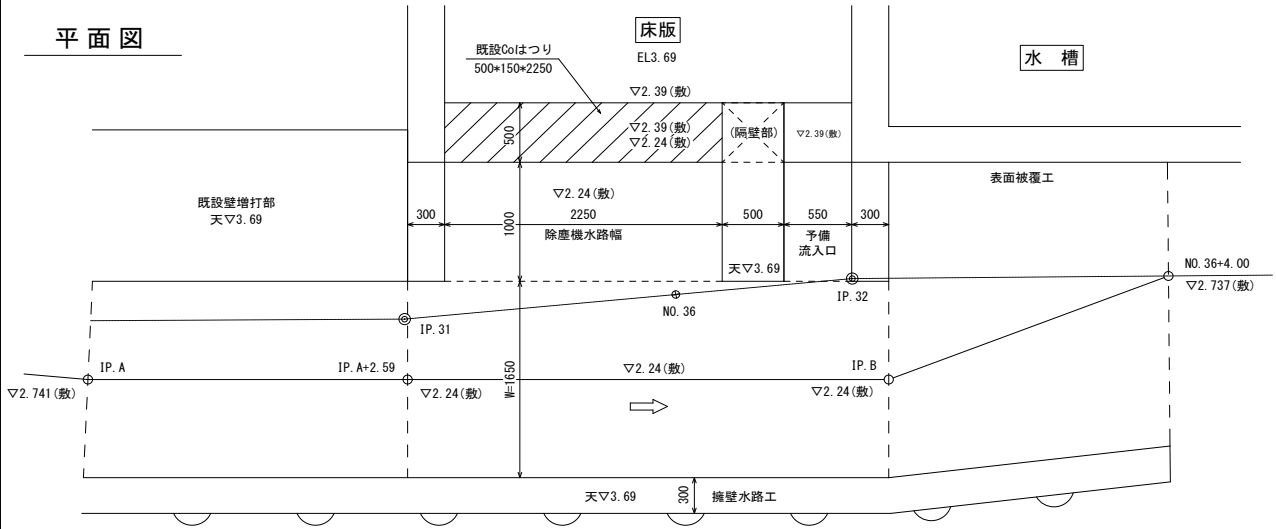 平面図
床版
EL3.69
水 槽
既設Coはつり
500*150*2250
▽2.39(敷)
▽2.39(敷)
▽2.24(敷)
(隔壁部)
▽2.39(敷)
500
表面被覆工
既設壁増打部
天▽3.69
▽2.24(敷)
300
2250
500
550
300
除塵機水路幅
予備
流入口
1000
天▽3.69
NO.36+4.00
▽2.737(敷)
IP.32
NO.36
IP.31
IP.A
IP.A+2.59
▽2.24(敷)
IP.B
▽2.741(敷)
▽2.24(敷)
▽2.24(敷)
W=1650
天▽3.69
300
擁壁水路工